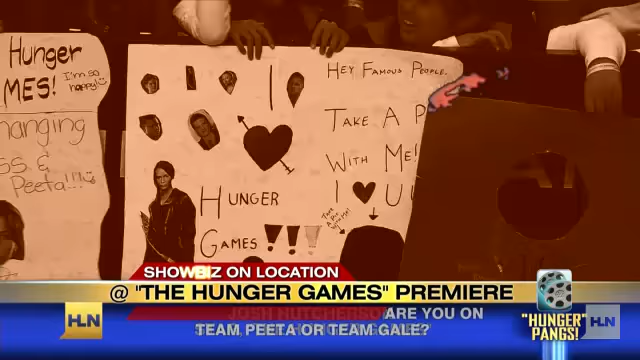 Hunger
MES!
I'm so
happy!
hanging
SS &
Peeta!!!
HEY FAMOUS PEOPLE.
TAKE A P
WITH ME!
I ♥ U
HUNGER
GAMES !!!
SHOWBIZ ON LOCATION
@ "THE HUNGER GAMES" PREMIERE
JOSH HUTCHERSON
ARE YOU ON
TEAM PEETA OR TEAM GALE?
HLN
"HUNGER"
PANGS!
HLN